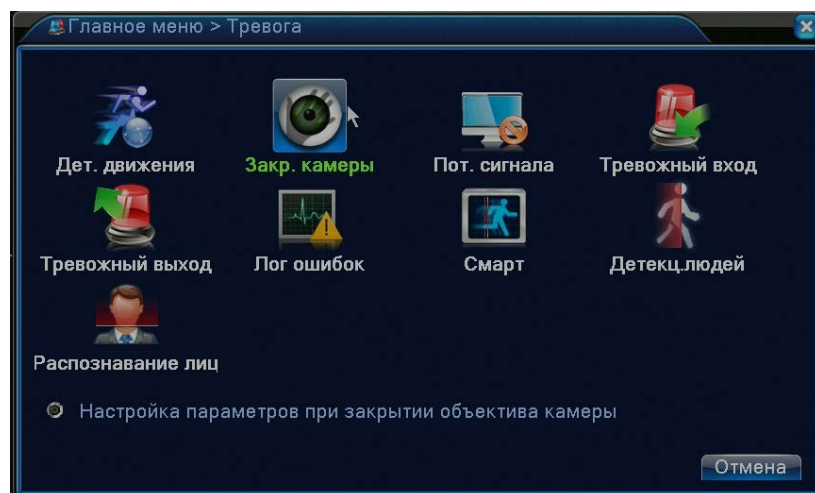 Главное меню > Тревога
Дет. движения
Закр. камеры
Пот. сигнала
Тревожный вход
Тревожный выход
Лог ошибок
Смарт
Детекц.людей
Распознавание лиц
Настройка параметров при закрытии объектива камеры
Отмена